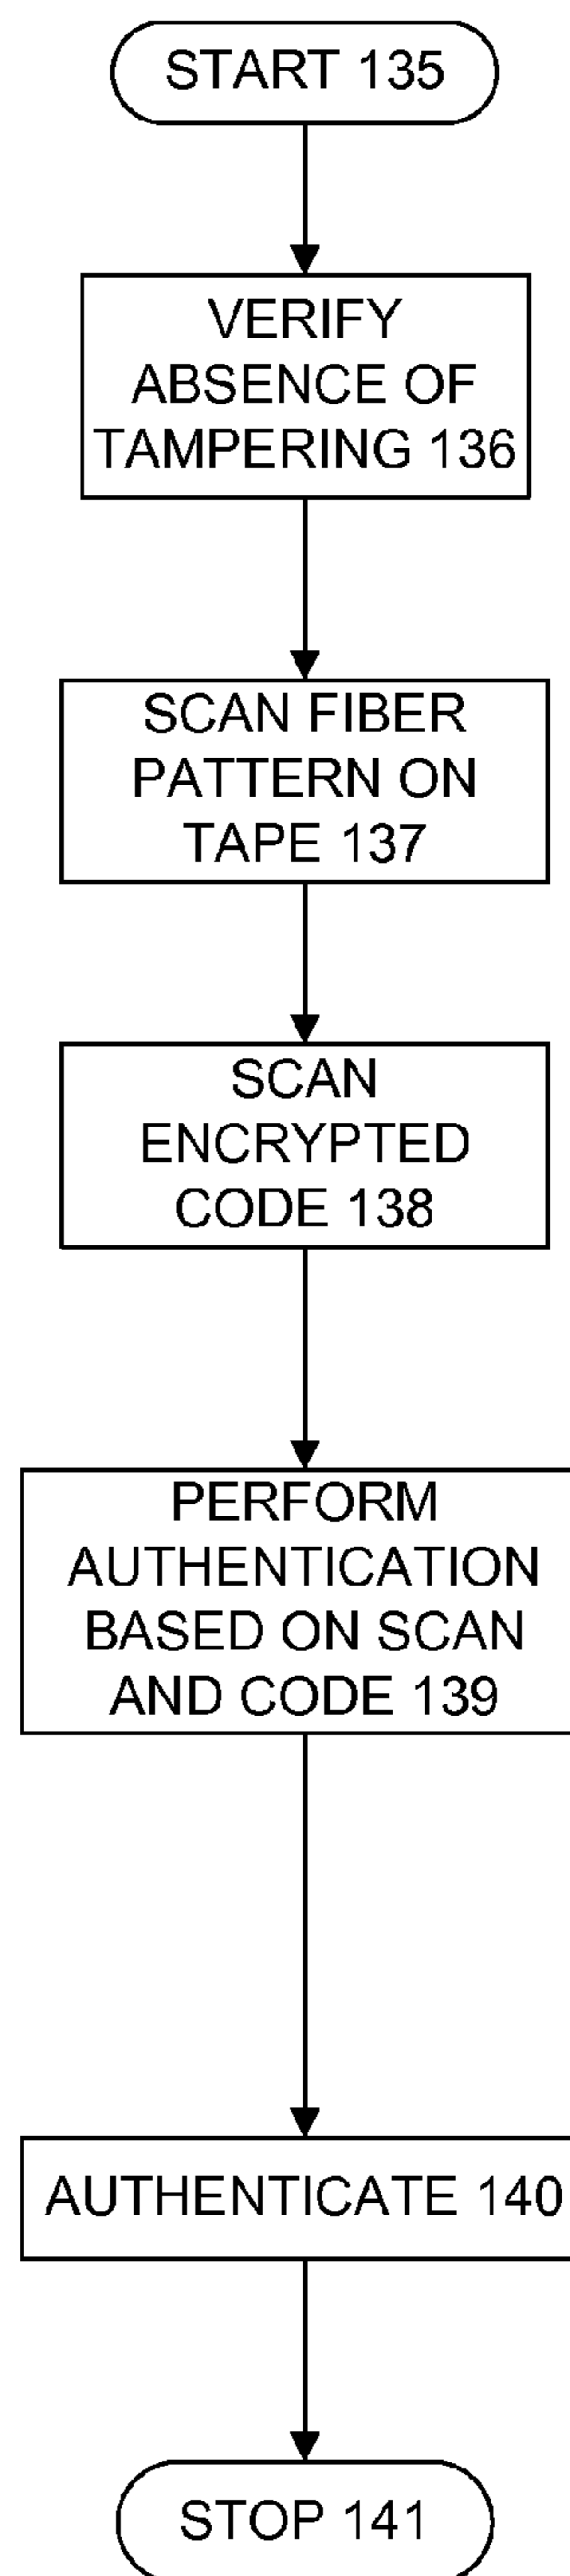 START 135
VERIFY
ABSENCE OF
TAMPERING 136
SCAN FIBER
PATTERN ON
TAPE 137
SCAN
ENCRYPTED
CODE 138
PERFORM
AUTHENTICATION
BASED ON SCAN
AND CODE 139
AUTHENTICATE 140
STOP 141